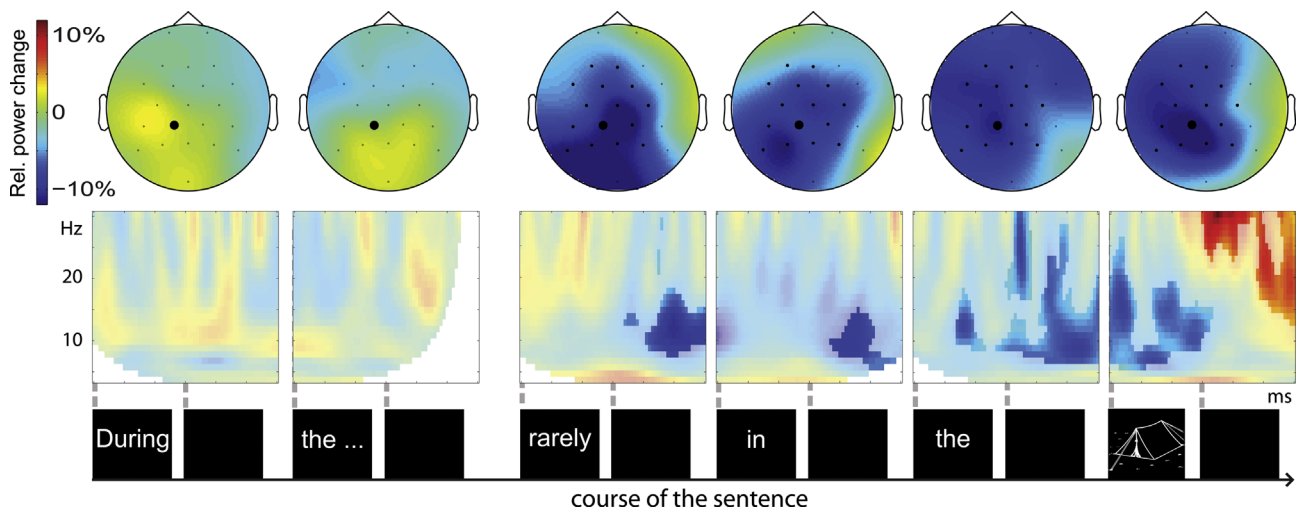 Rel. power change
10%
0
−10%
Hz
20
10
ms
During
the ...
rarely
in
the
course of the sentence